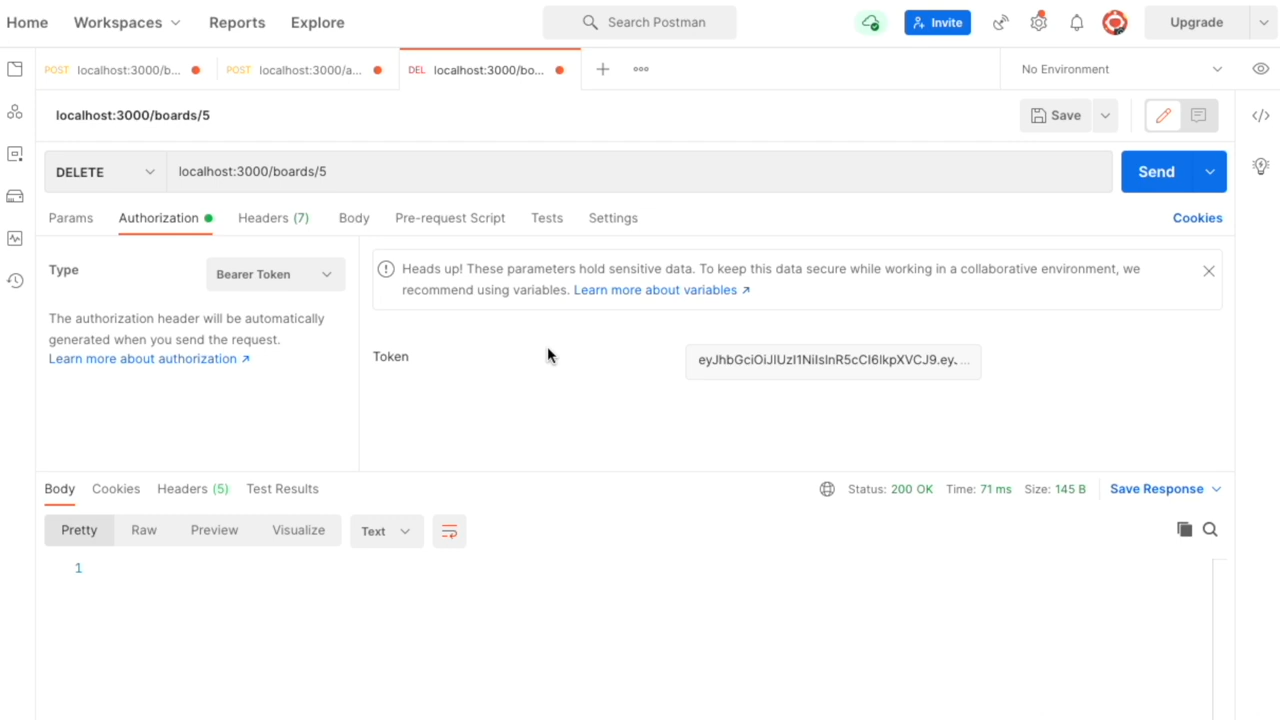 Home Workspaces Reports Explore Search Postman Invite Upgrade
POST localhost:3000/b... POST localhost:3000/a... DEL localhost:3000/bo... No Environment
localhost:3000/boards/5 Save
DELETE localhost:3000/boards/5 Send
Params Authorization Headers (7) Body Pre-request Script Tests Settings Cookies
Type Bearer Token
The authorization header will be automatically
generated when you send the request.
Learn more about authorization ↗
Heads up! These parameters hold sensitive data. To keep this data secure while working in a collaborative environment, we
recommend using variables. Learn more about variables ↗
Token eyJhbGciOiJIUzI1NiIsInR5cCI6IkpXVCJ9.ey. ...
Body Cookies Headers (5) Test Results Status: 200 OK Time: 71 ms Size: 145 B Save Response
Pretty Raw Preview Visualize Text
1